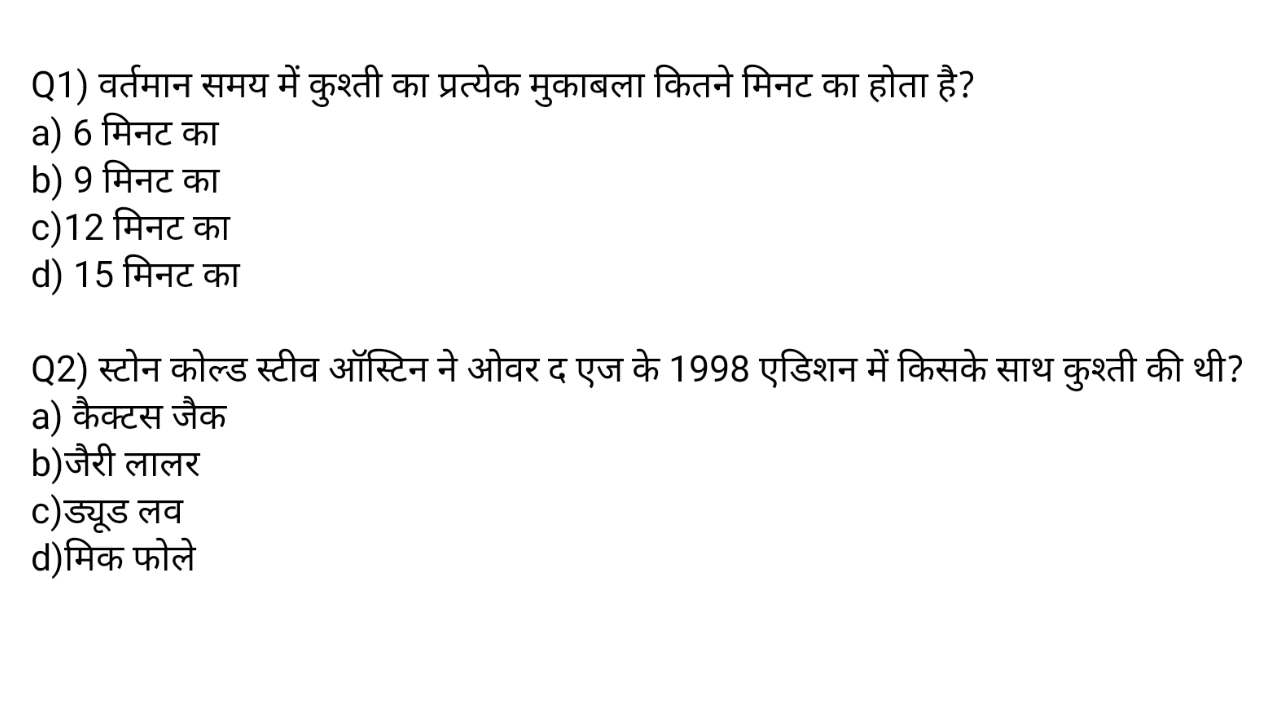 Q1) वर्तमान समय में कुश्ती का प्रत्येक मुकाबला कितने मिनट का होता है?
a) 6 मिनट का
b) 9 मिनट का
c)12 मिनट का
d) 15 मिनट का
Q2) स्टोन कोल्ड स्टीव ऑस्टिन ने ओवर द एज के 1998 एडिशन में किसके साथ कुश्ती की थी?
a) कैक्टस जैक
b)जैरी लालर
c)ड्यूड लव
d)मिक फोले